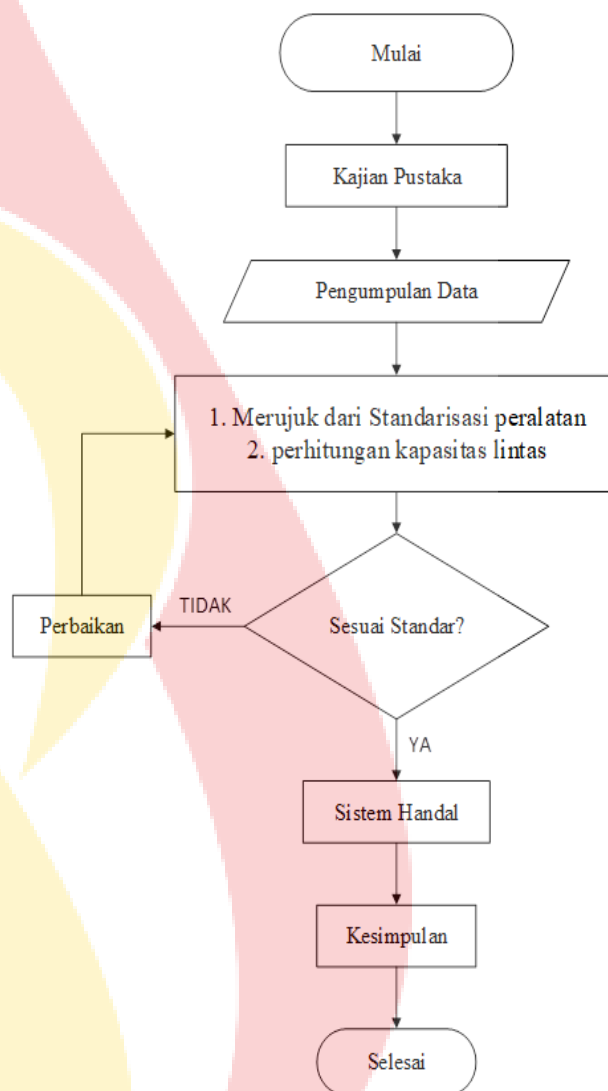 Mulai
Kajian Pustaka
Pengumpulan Data
1. Merujuk dari Standarisasi peralatan
2. perhitungan kapasitas lintas
Sesuai Standar?
TIDAK
Perbaikan
YA
Sistem Handal
Kesimpulan
Selesai